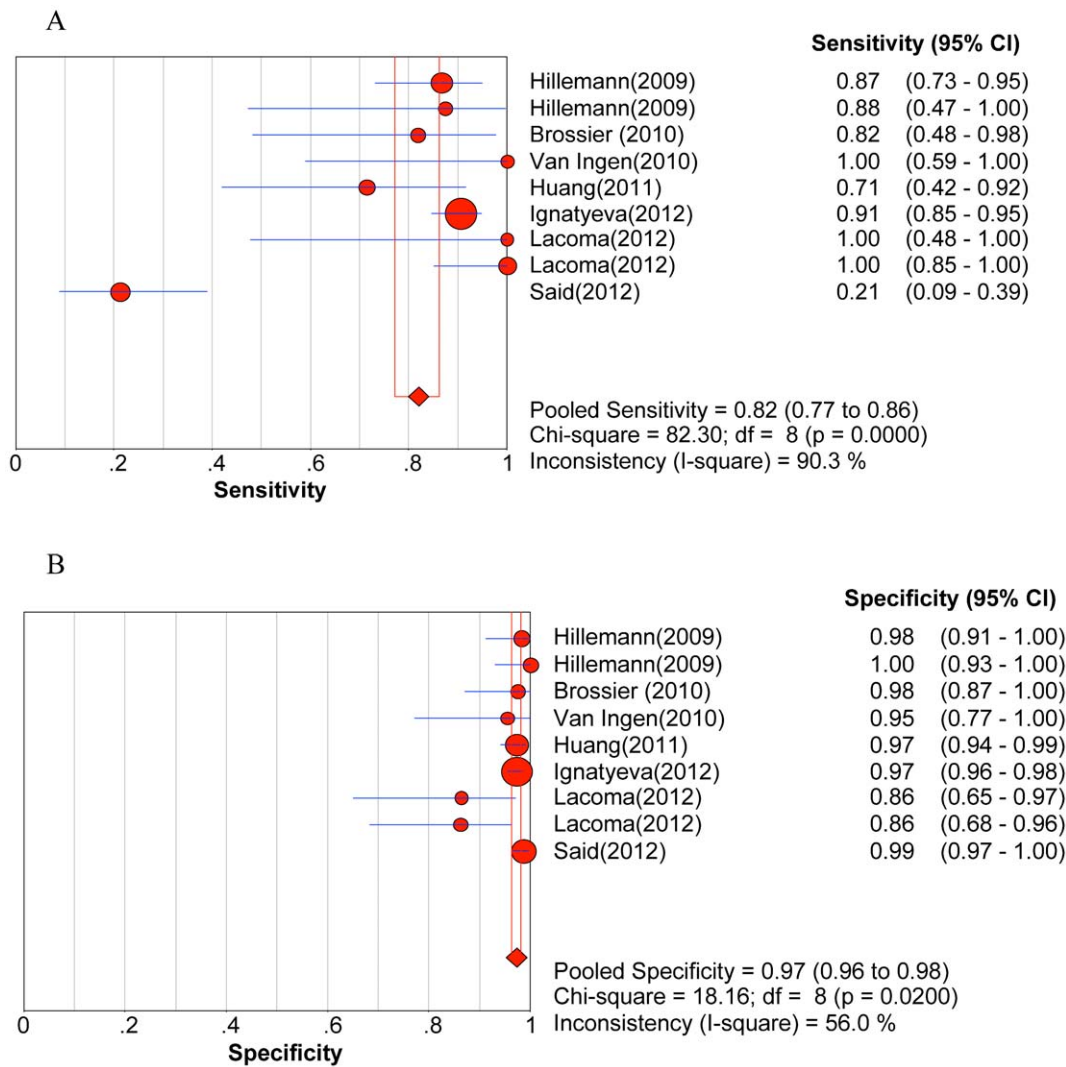 A
Sensitivity (95% CI)
Hillemann(2009) 0.87 (0.73 - 0.95)
Hillemann(2009) 0.88 (0.47 - 1.00)
Brossier (2010) 0.82 (0.48 - 0.98)
Van Ingen(2010) 1.00 (0.59 - 1.00)
Huang(2011) 0.71 (0.42 - 0.92)
Ignatyeva(2012) 0.91 (0.85 - 0.95)
Lacoma(2012) 1.00 (0.48 - 1.00)
Lacoma(2012) 1.00 (0.85 - 1.00)
Said(2012) 0.21 (0.09 - 0.39)
Pooled Sensitivity = 0.82 (0.77 to 0.86)
Chi-square = 82.30; df = 8 (p = 0.0000)
Inconsistency (I-square) = 90.3 %
0 .2 .4 .6 .8 1
Sensitivity
B
Specificity (95% CI)
Hillemann(2009) 0.98 (0.91 - 1.00)
Hillemann(2009) 1.00 (0.93 - 1.00)
Brossier (2010) 0.98 (0.87 - 1.00)
Van Ingen(2010) 0.95 (0.77 - 1.00)
Huang(2011) 0.97 (0.94 - 0.99)
Ignatyeva(2012) 0.97 (0.96 - 0.98)
Lacoma(2012) 0.86 (0.65 - 0.97)
Lacoma(2012) 0.86 (0.68 - 0.96)
Said(2012) 0.99 (0.97 - 1.00)
Pooled Specificity = 0.97 (0.96 to 0.98)
Chi-square = 18.16; df = 8 (p = 0.0200)
Inconsistency (I-square) = 56.0 %
0 .2 .4 .6 .8 1
Specificity